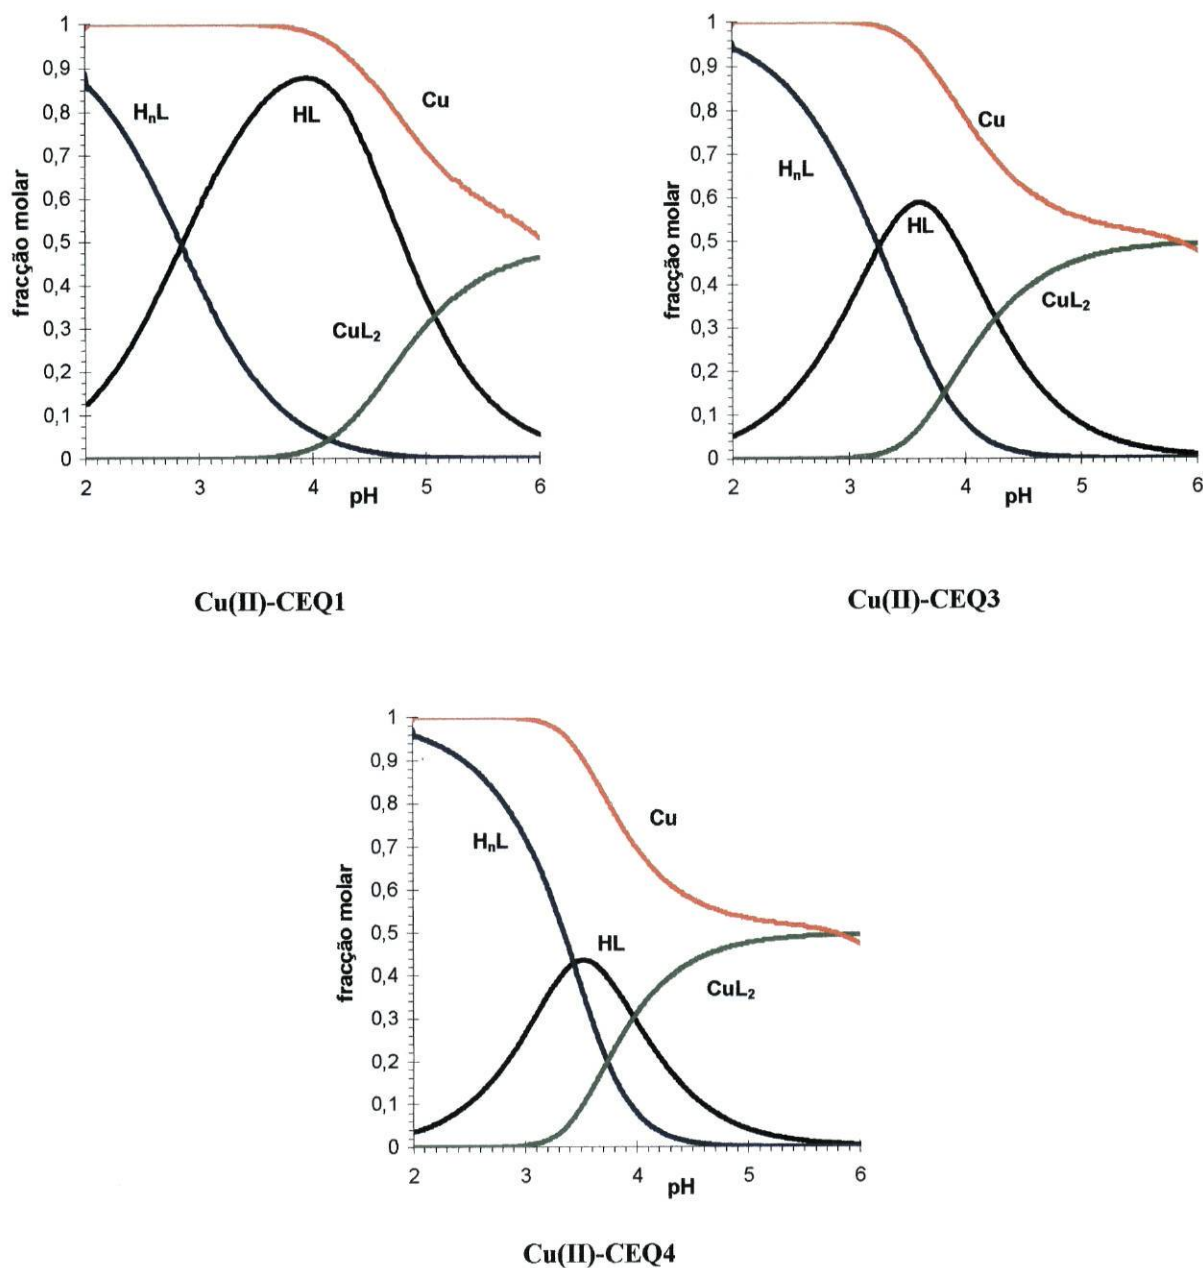 fracção molar
1
0,9
0,8
0,7
0,6
0,5
0,4
0,3
0,2
0,1
0
HₙL
HL
Cu
CuL₂
2 3 4 5 6
pH
Cu(II)-CEQ1
fracção molar
1
0,9
0,8
0,7
0,6
0,5
0,4
0,3
0,2
0,1
0
Cu
HₙL
HL
CuL₂
2 3 4 5 6
pH
Cu(II)-CEQ3
fracção molar
1
0,9
0,8
0,7
0,6
0,5
0,4
0,3
0,2
0,1
0
Cu
HₙL
HL
CuL₂
2 3 4 5 6
pH
Cu(II)-CEQ4